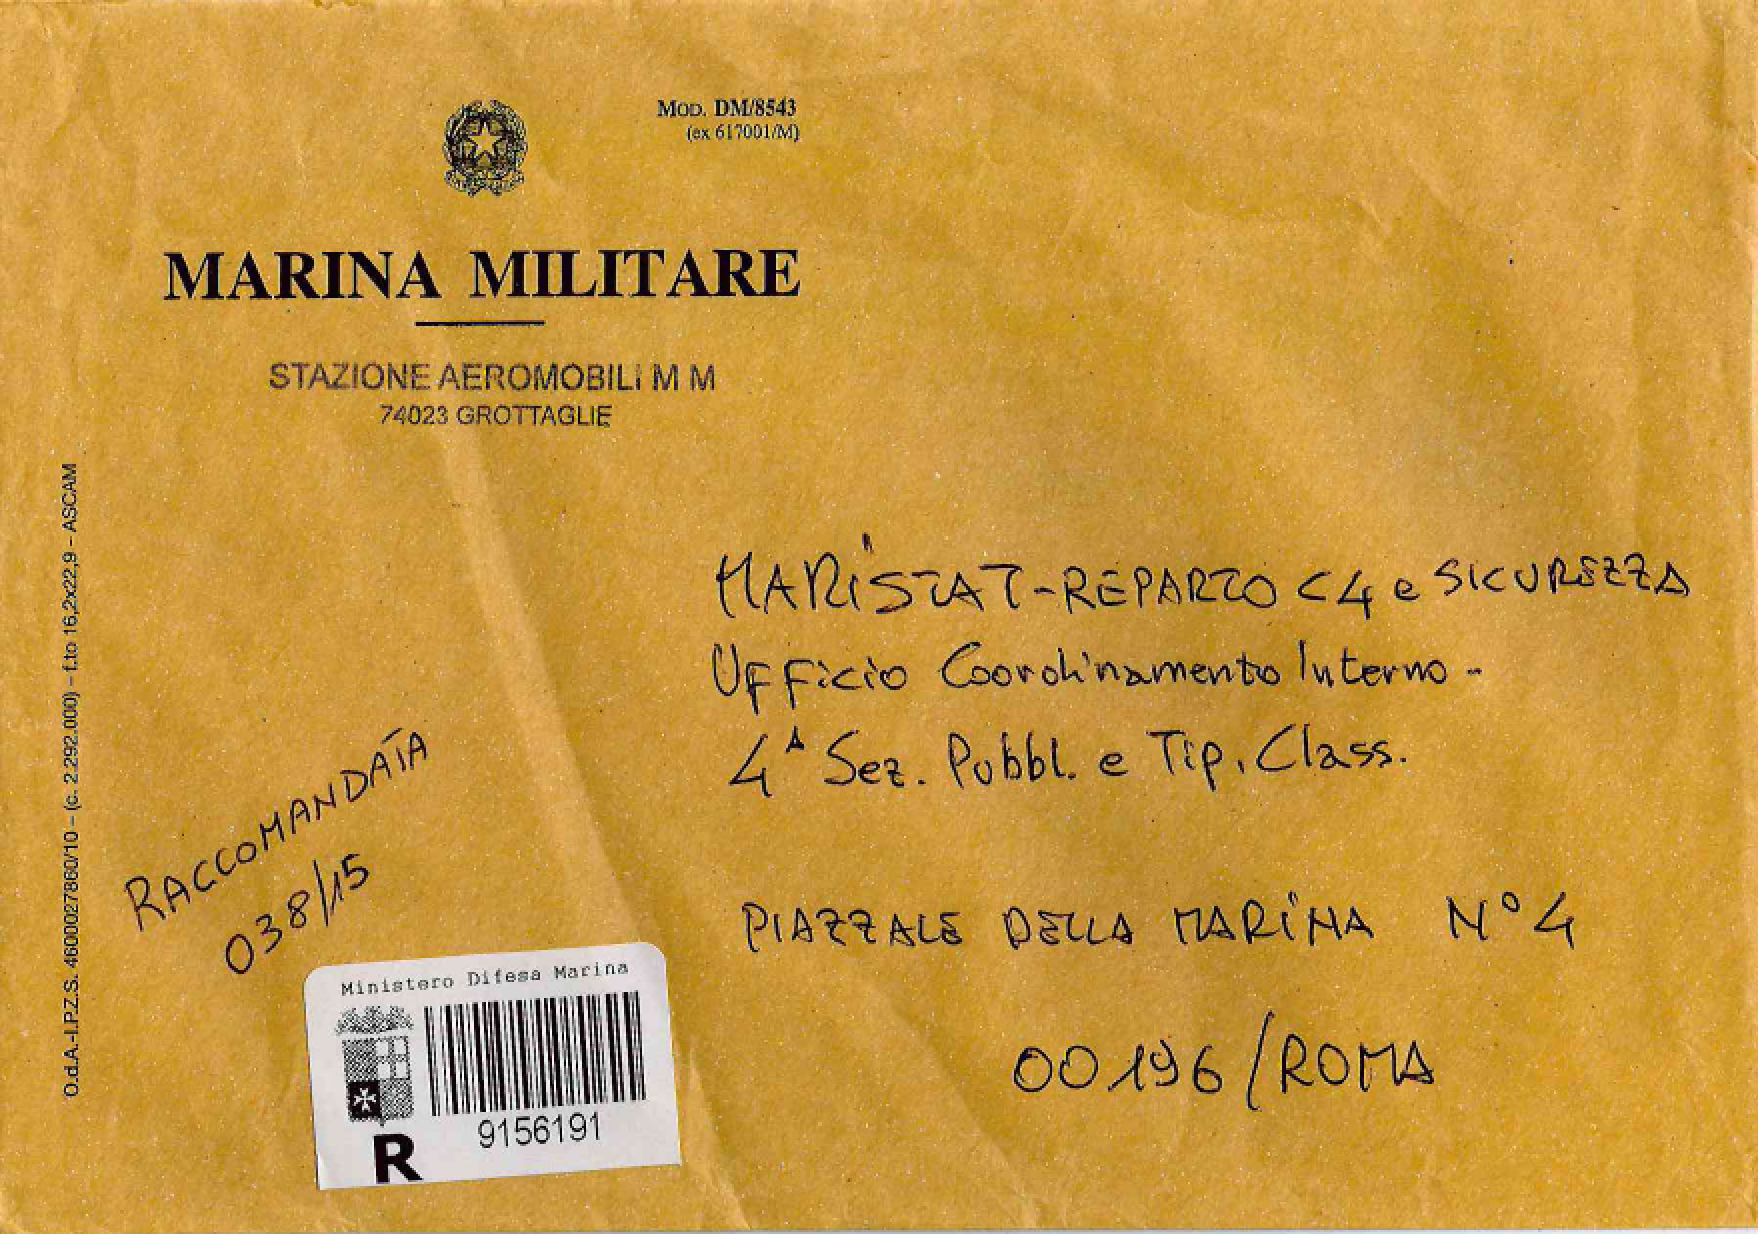 MOD. DM/8543
(ex 617001/M)
MARINA MILITARE
STAZIONE AEROMOBILI M M
74023 GROTTAGLIE
O.d.A.-I.P.Z.S. 4600027860/10 – (c. 2.292.000) – f.to 16,2x22,9 – ASCAM
MARISTAT-REPARTO C4 e SICUREZZA
Ufficio Coordinamento Interno -
4ª Sez. Pubbl. e Tip. Class.
RACCOMANDATA
038/15
PIAZZALE DELLA MARINA N° 4
00196/ROMA
Ministero Difesa Marina
R
9156191